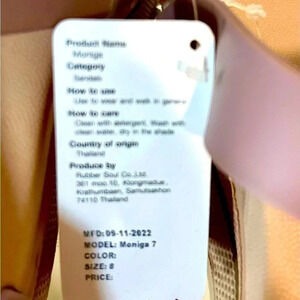 Product Name
Moniga
Category
Sandals
How to use
Use to wear and walk in general
How to care
Clean with detergent, Wash with
clean water, dry in the shade
Country of origin
Thailand
Produce by
Rubber Soul Co.,Ltd.
361 moo.10, Klongmadue,
Krathumbaen, Samutsakhon
74110 Thailand
MFD: 09-11-2022
MODEL: Moniga 7
COLOR:
SIZE: 8
PRICE: